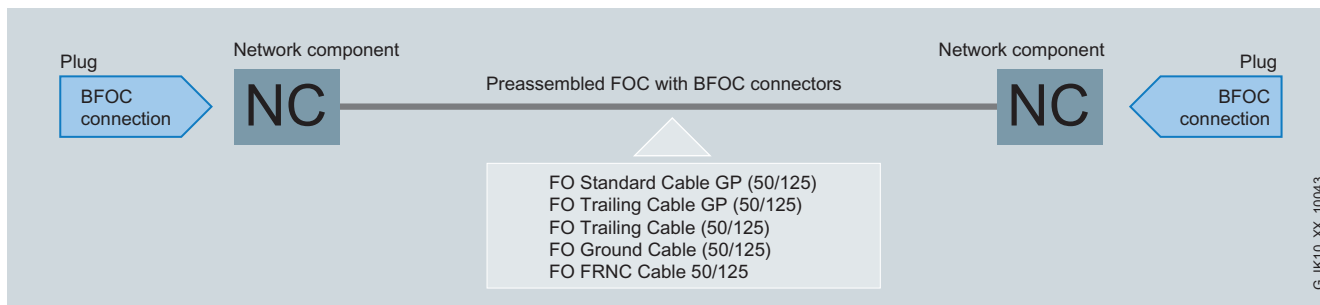 Plug
Network component
Network component
Plug
BFOC
connection
NC
Preassembled FOC with BFOC connectors
NC
BFOC
connection
FO Standard Cable GP (50/125)
FO Trailing Cable GP (50/125)
FO Trailing Cable (50/125)
FO Ground Cable (50/125)
FO FRNC Cable 50/125
G_IK10_XX_10043